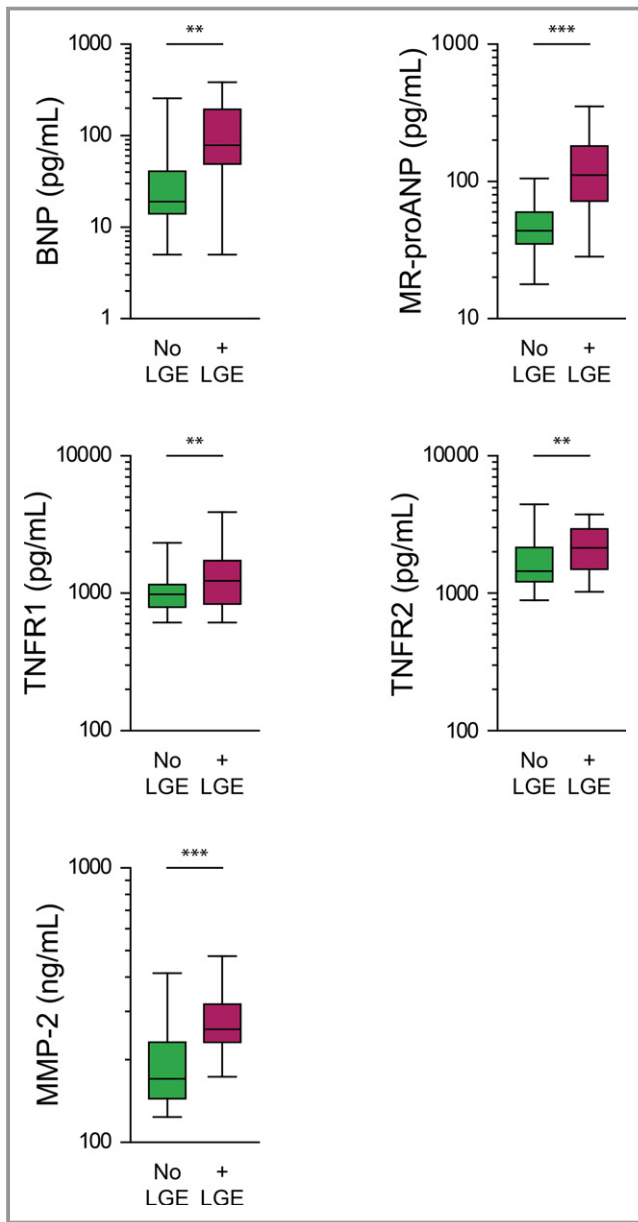 BNP (pg/mL)
1000
100
10
1
**
No
LGE
+
LGE
MR-proANP (pg/mL)
1000
100
10
***
No
LGE
+
LGE
TNFR1 (pg/mL)
10000
1000
100
**
No
LGE
+
LGE
TNFR2 (pg/mL)
10000
1000
100
**
No
LGE
+
LGE
MMP-2 (ng/mL)
1000
100
***
No
LGE
+
LGE